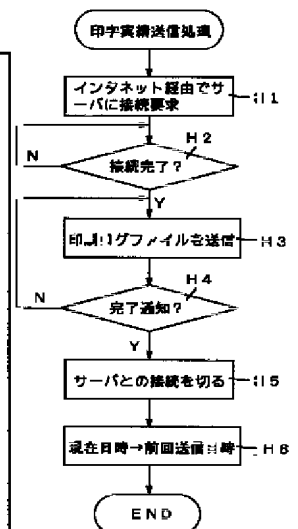 印字実績送信処理
インタネット経由でサ
ーバに接続要求
H1
H2
N
接続完了?
Y
印刷ログファイルを送信
H3
H4
N
完了通知?
Y
サーバとの接続を切る
H5
現在日時→前回送信日時
H6
END